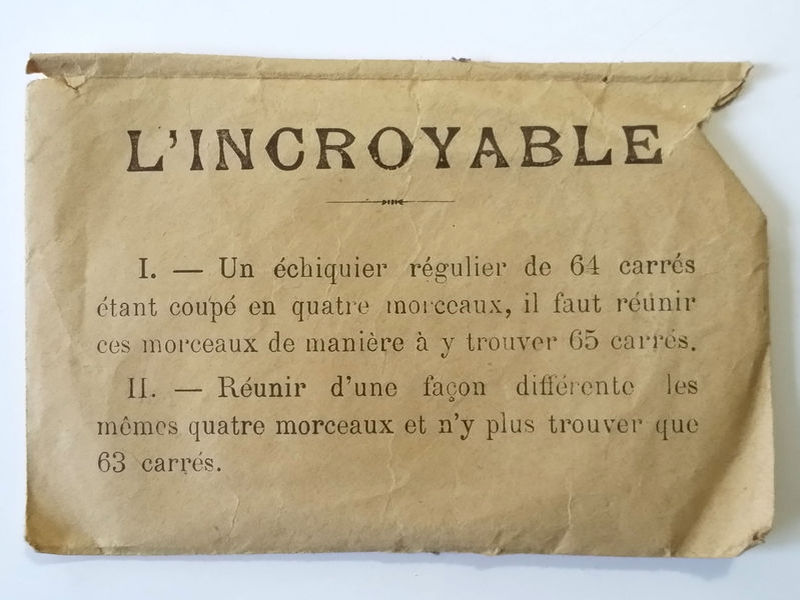 L'INCROYABLE
I. — Un échiquier régulier de 64 carrés
étant coupé en quatre morceaux, il faut réunir
ces morceaux de manière à y trouver 65 carrés.
II. — Réunir d'une façon différente les
mêmes quatre morceaux et n'y plus trouver que
63 carrés.